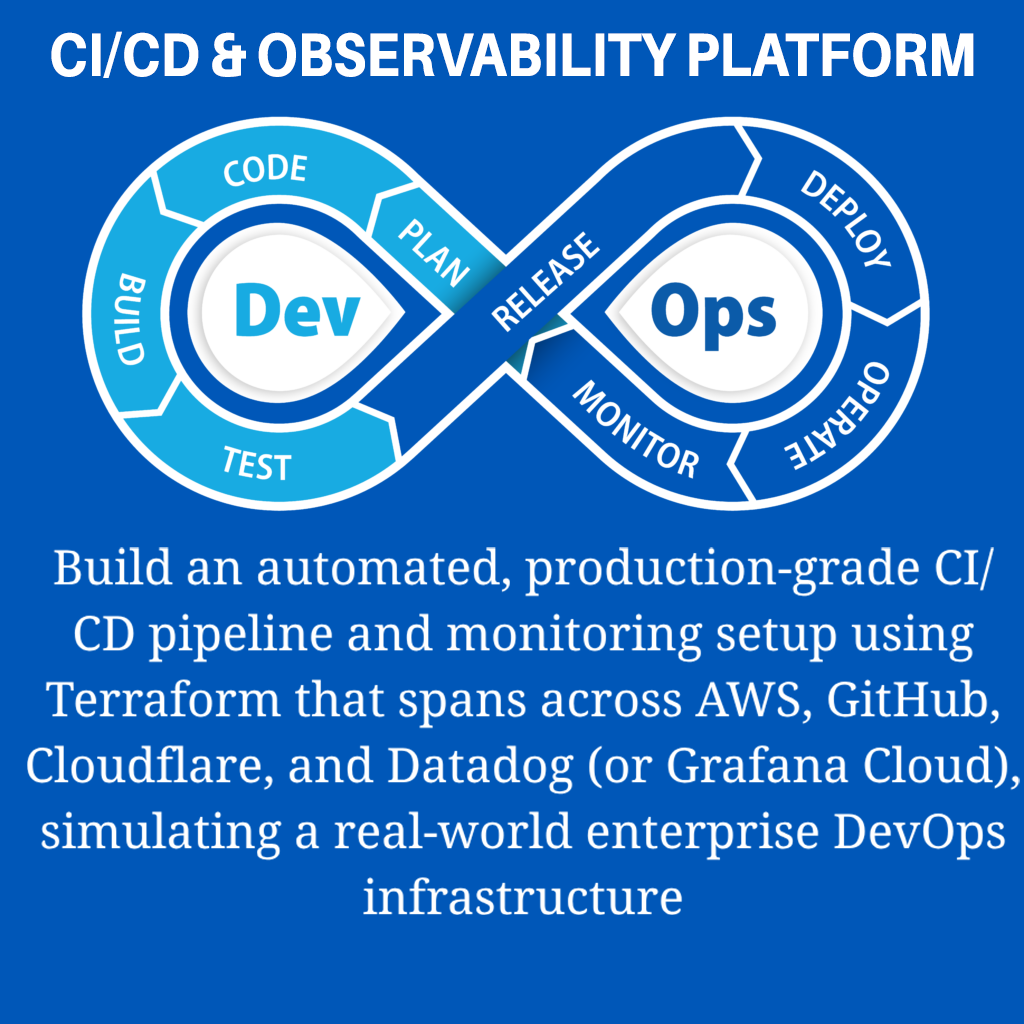 CI/CD & OBSERVABILITY PLATFORM
CODE
PLAN
BUILD
TEST
Dev
RELEASE
DEPLOY
Ops
OPERATE
MONITOR
Build an automated, production-grade CI/
CD pipeline and monitoring setup using
Terraform that spans across AWS, GitHub,
Cloudflare, and Datadog (or Grafana Cloud),
simulating a real-world enterprise DevOps
infrastructure